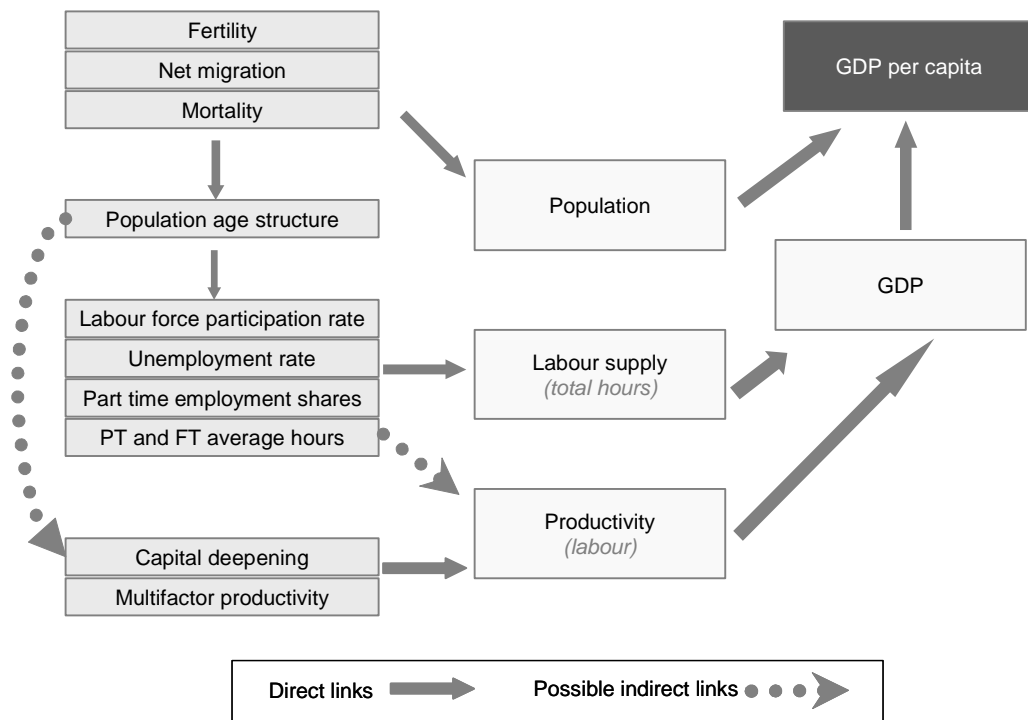 Fertility
Net migration
Mortality
GDP per capita
Population age structure
Population
GDP
Labour force participation rate
Unemployment rate
Part time employment shares
PT and FT average hours
Labour supply
(total hours)
Productivity
(labour)
Capital deepening
Multifactor productivity
Direct links
Possible indirect links